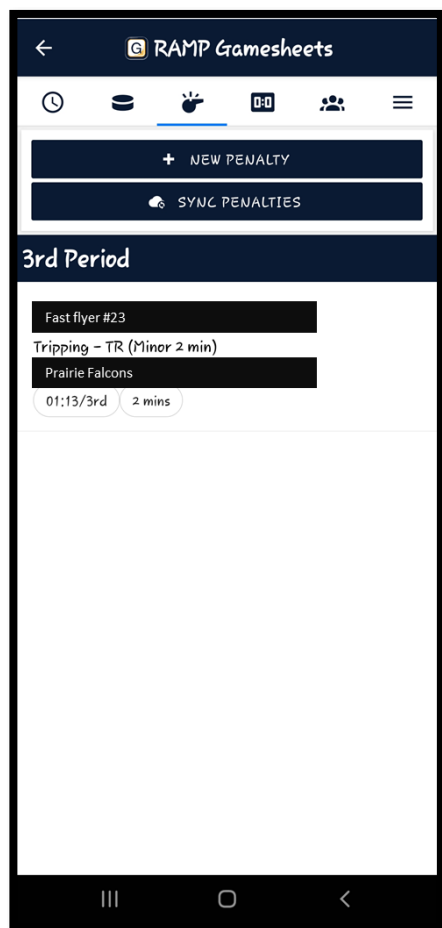 RAMP Gamesheets
0:0
+ NEW PENALTY
SYNC PENALTIES
3rd Period
Fast flyer #23
Tripping - TR (Minor 2 min)
Prairie Falcons
01:13/3rd 2 mins